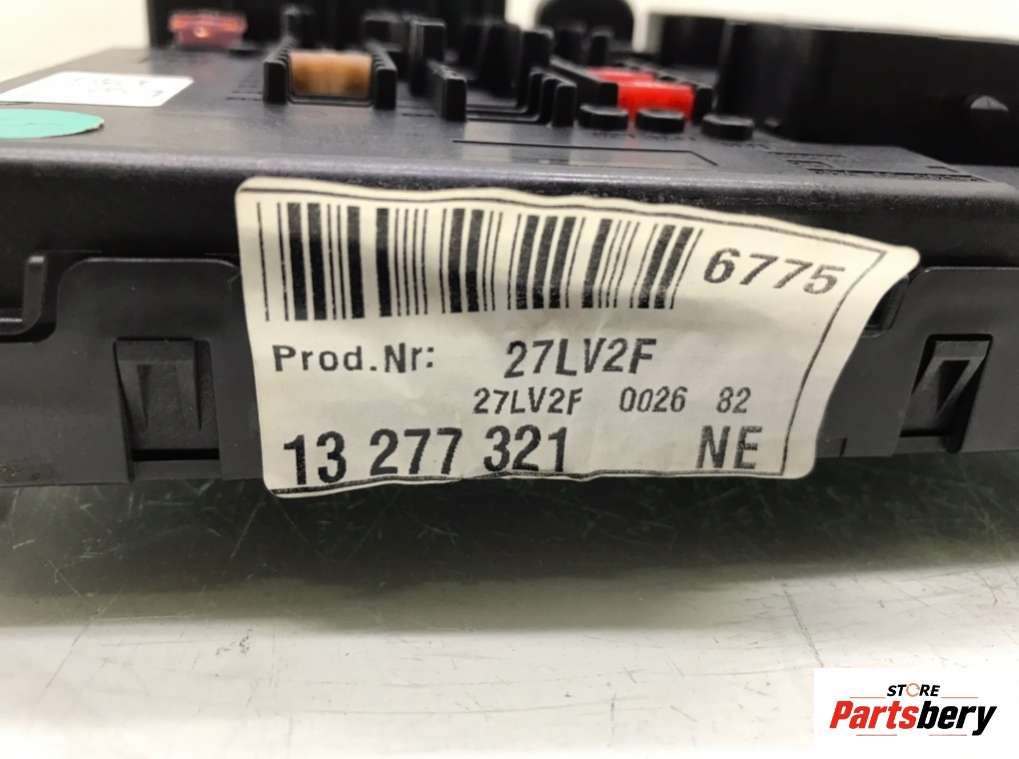 6775
Prod.Nr: 27LV2F
27LV2F 0026 82
13 277 321 NE
STORE
Partsbery